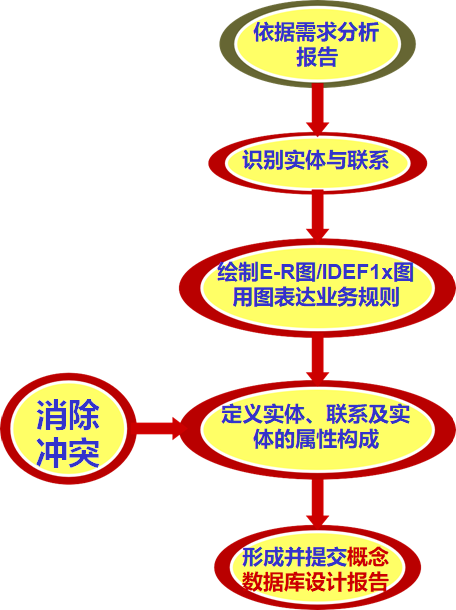 依据需求分析
报告
识别实体与联系
绘制E-R图/IDEF1x图
用图表达业务规则
消除
冲突
定义实体、联系及实
体的属性构成
形成并提交概念
数据库设计报告